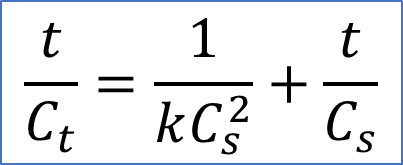 t/C_t = 1/(kC_s^2) + t/C_s